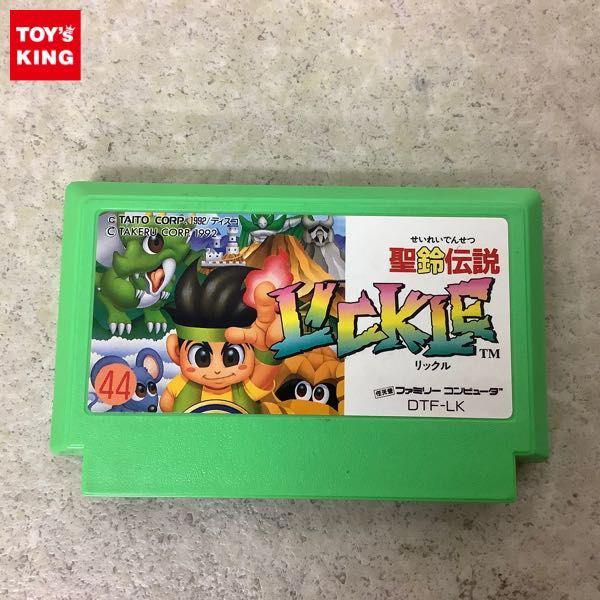 TOY'S
KING
© TAITO CORP. 1992/ディスコ
© TAKERU CORP. 1992
せいれいでんせつ
聖鈴伝説
LICKLE™
リックル
任天堂 ファミリー コンピュータ
DTF-LK
44